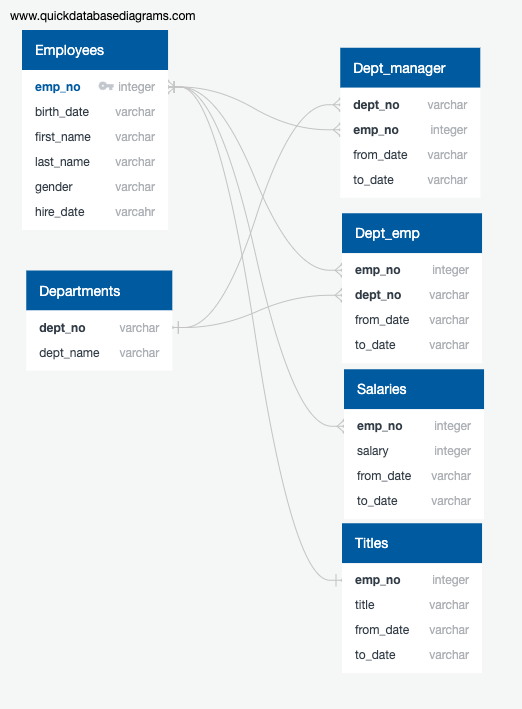 www.quickdatabasediagrams.com
Employees
emp_no integer
birth_date varchar
first_name varchar
last_name varchar
gender varchar
hire_date varcahr
Departments
dept_no varchar
dept_name varchar
Dept_manager
dept_no varchar
emp_no integer
from_date varchar
to_date varchar
Dept_emp
emp_no integer
dept_no varchar
from_date varchar
to_date varchar
Salaries
emp_no integer
salary integer
from_date varchar
to_date varchar
Titles
emp_no integer
title varchar
from_date varchar
to_date varchar